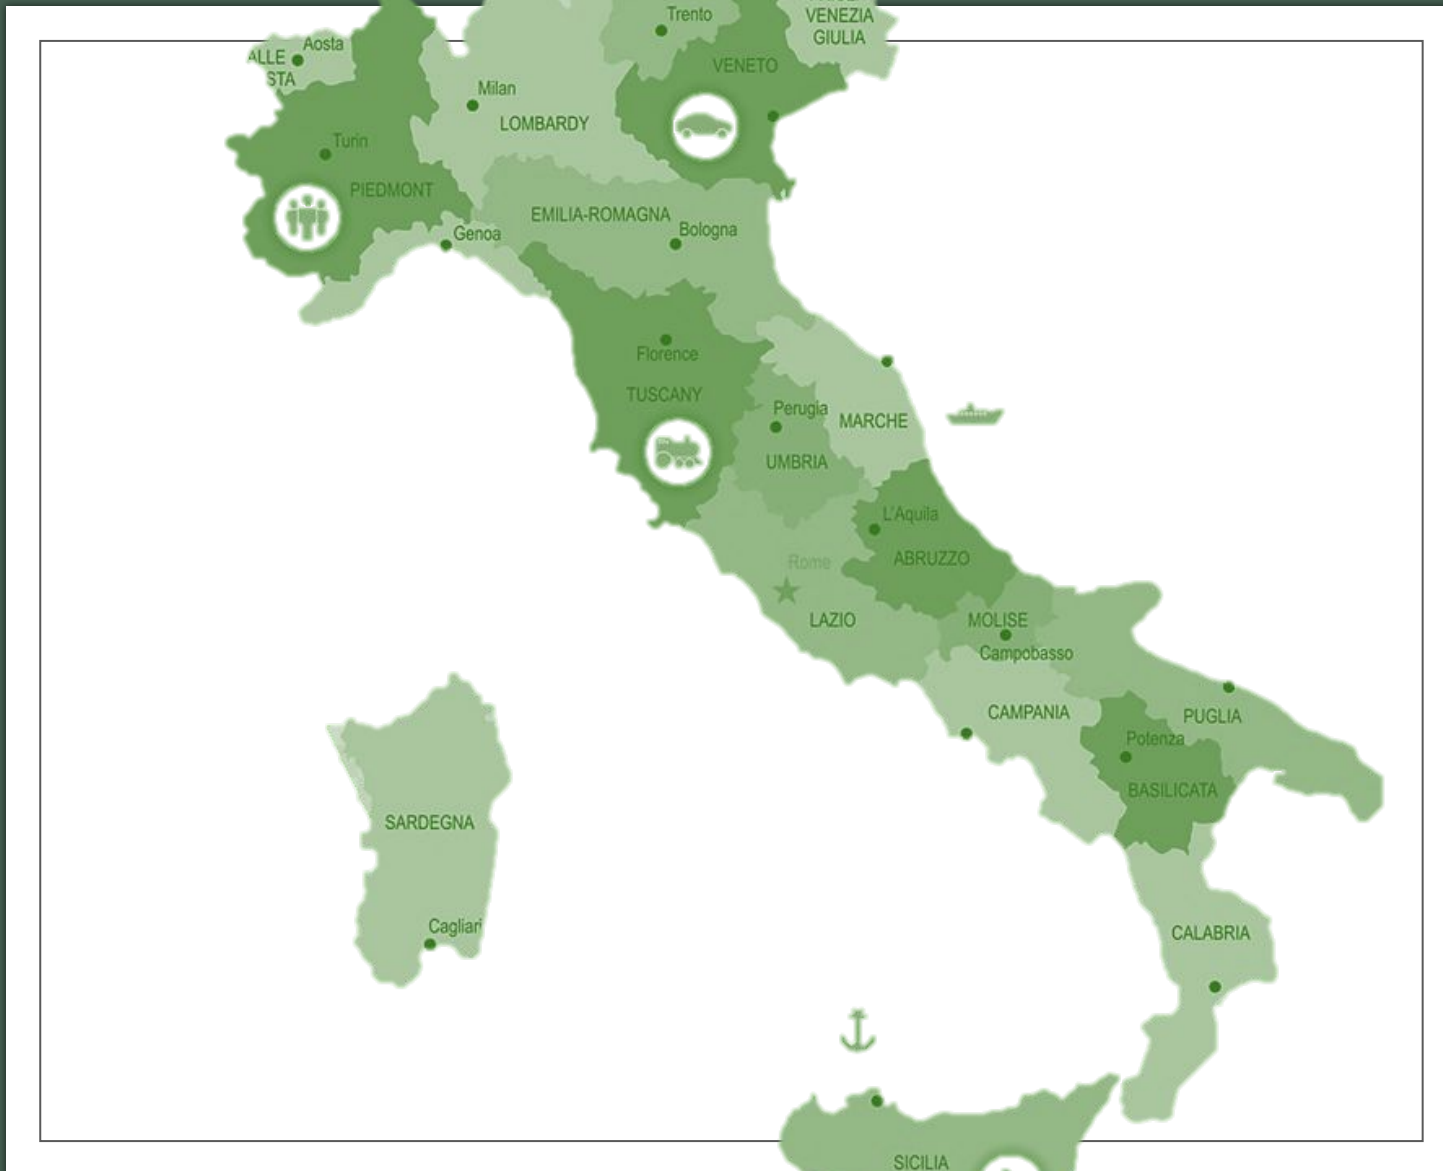 Trento
VENEZIA
GIULIA
Aosta
ALLE
STA
VENETO
Milan
LOMBARDY
Turin
PIEDMONT
EMILIA-ROMAGNA
Genoa
Bologna
Florence
TUSCANY
Perugia
MARCHE
UMBRIA
L'Aquila
ABRUZZO
Rome
LAZIO
MOLISE
Campobasso
CAMPANIA
PUGLIA
Potenza
BASILICATA
SARDEGNA
Cagliari
CALABRIA
SICILIA